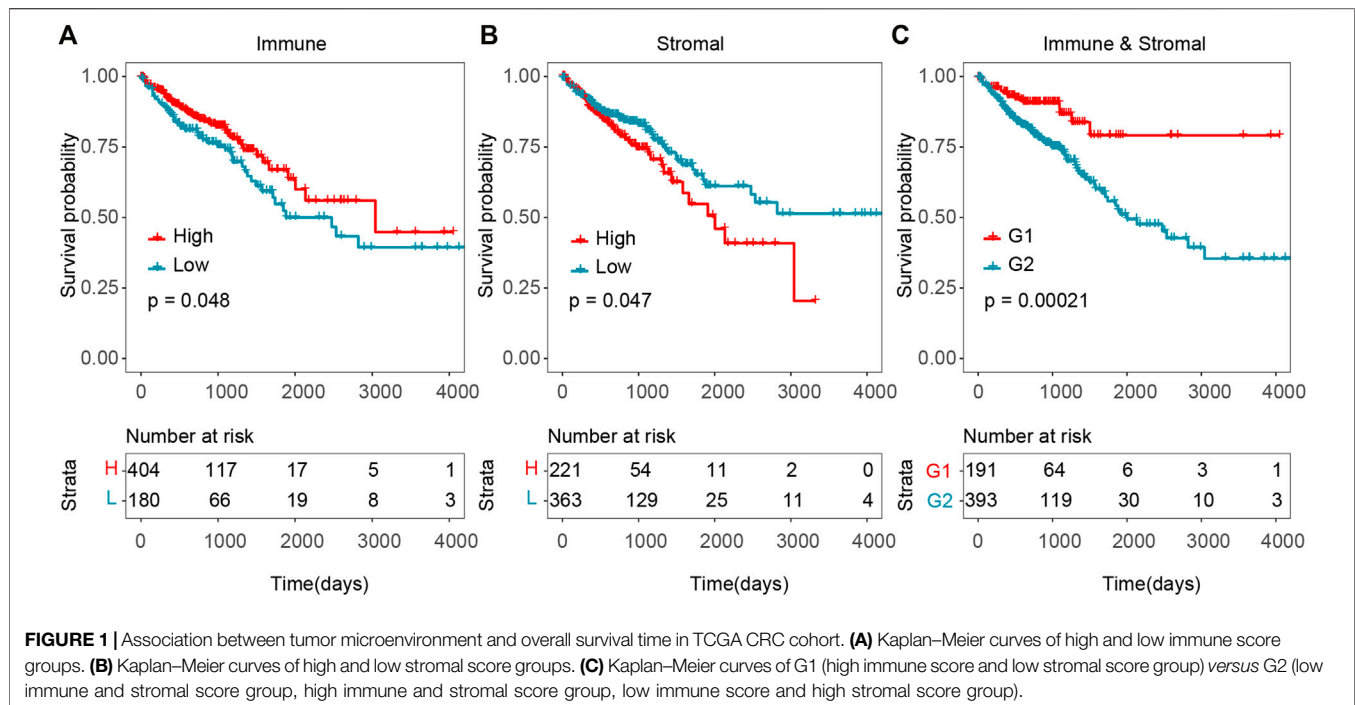 A
Immune
Survival probability
1.00
0.75
0.50
0.25
0.00
High
Low
p = 0.048
0 1000 2000 3000 4000
Number at risk
Strata
H 404 117 17 5 1
L 180 66 19 8 3
0 1000 2000 3000 4000
Time(days)
B
Stromal
Survival probability
1.00
0.75
0.50
0.25
0.00
High
Low
p = 0.047
0 1000 2000 3000 4000
Number at risk
Strata
H 221 54 11 2 0
L 363 129 25 11 4
0 1000 2000 3000 4000
Time(days)
C
Immune & Stromal
Survival probability
1.00
0.75
0.50
0.25
0.00
G1
G2
p = 0.00021
0 1000 2000 3000 4000
Number at risk
Strata
G1 191 64 6 3 1
G2 393 119 30 10 3
0 1000 2000 3000 4000
Time(days)
FIGURE 1 | Association between tumor microenvironment and overall survival time in TCGA CRC cohort. (A) Kaplan–Meier curves of high and low immune score
groups. (B) Kaplan–Meier curves of high and low stromal score groups. (C) Kaplan–Meier curves of G1 (high immune score and low stromal score group) versus G2 (low
immune and stromal score group, high immune and stromal score group, low immune score and high stromal score group).